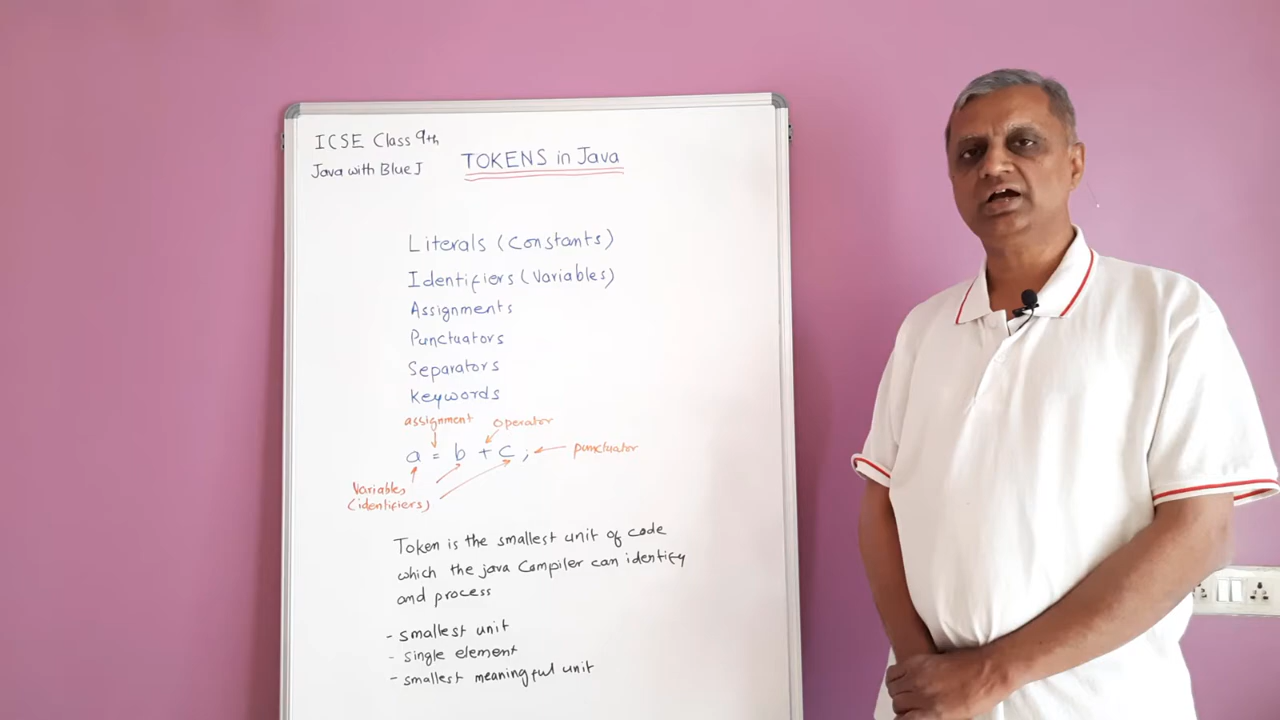 ICSE Class 9th
Java with Blue J
TOKENS in Java
Literals (Constants)
Identifiers (Variables)
Assignments
Punctuators
Separators
Keywords
assignment
operator
a = b + c ;
punctuator
Variables
(identifiers)
Token is the smallest unit of code
which the java Compiler can identify
and process
- smallest unit
- single element
- smallest meaningful unit